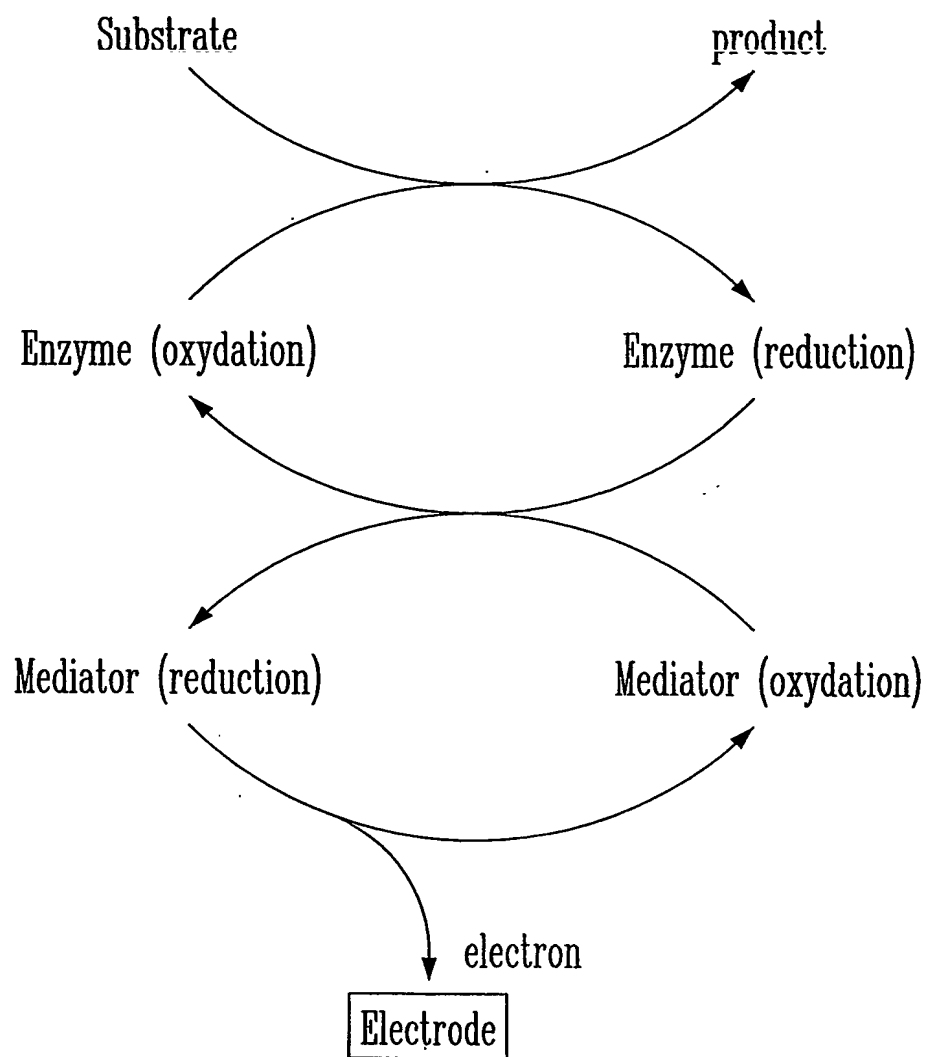 Substrate product
Enzyme (oxydation) Enzyme (reduction)
Mediator (reduction) Mediator (oxydation)
electron
Electrode